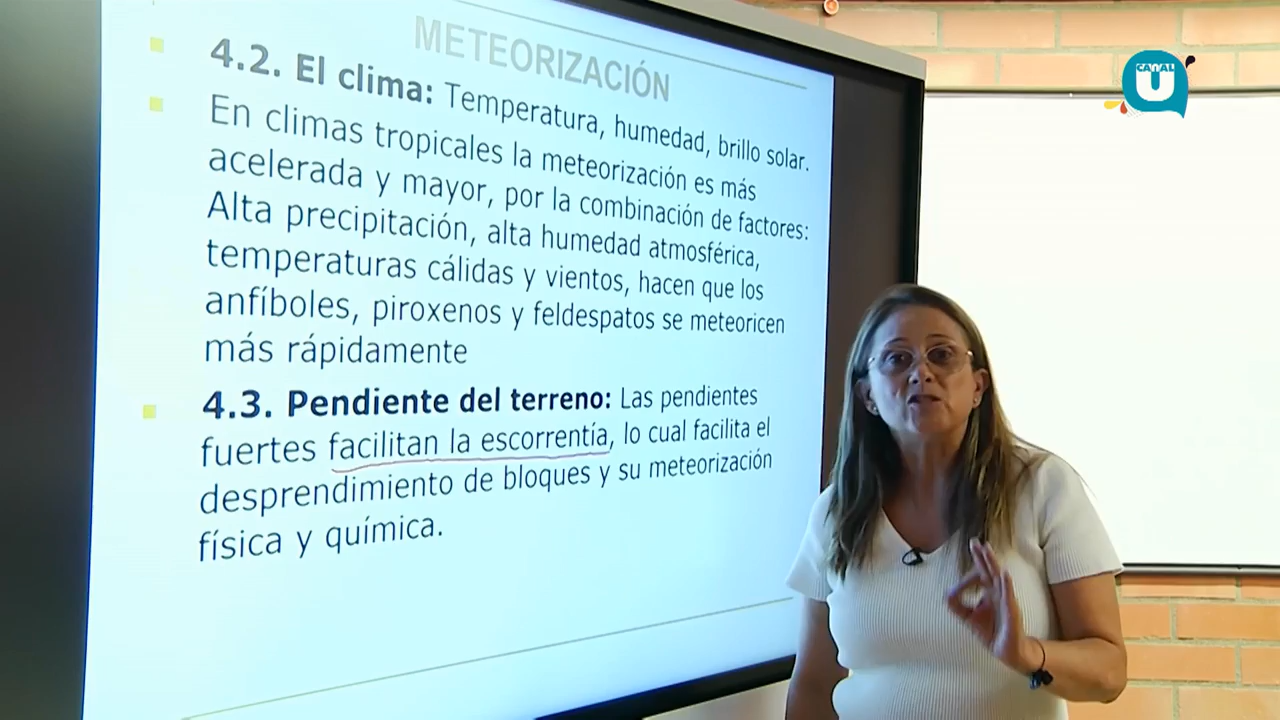 METEORIZACIÓN
4.2. El clima: Temperatura, humedad, brillo solar.
En climas tropicales la meteorización es más
acelerada y mayor, por la combinación de factores:
Alta precipitación, alta humedad atmosférica,
temperaturas cálidas y vientos, hacen que los
anfíboles, piroxenos y feldespatos se meteoricen
más rápidamente
4.3. Pendiente del terreno: Las pendientes
fuertes facilitan la escorrentía, lo cual facilita el
desprendimiento de bloques y su meteorización
física y química.
CANAL
U